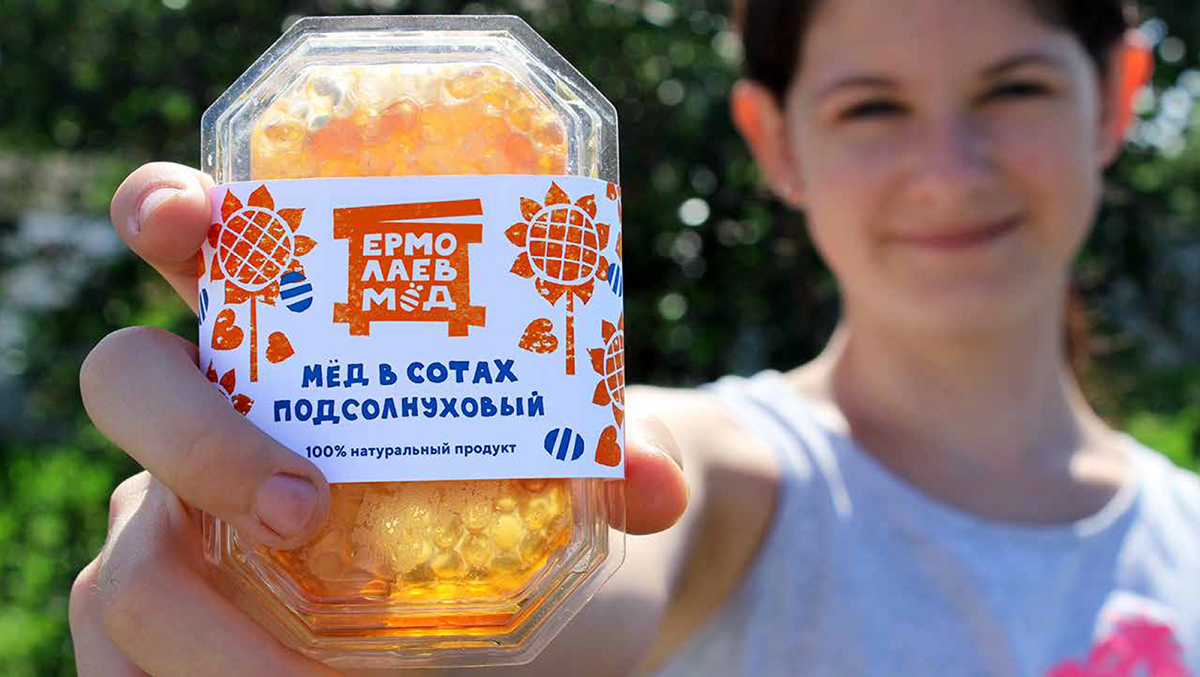 ЕРМО
ЛАЕВ
МЁД
МЁД В СОТАХ
ПОДСОЛНУХОВЫЙ
100% натуральный продукт